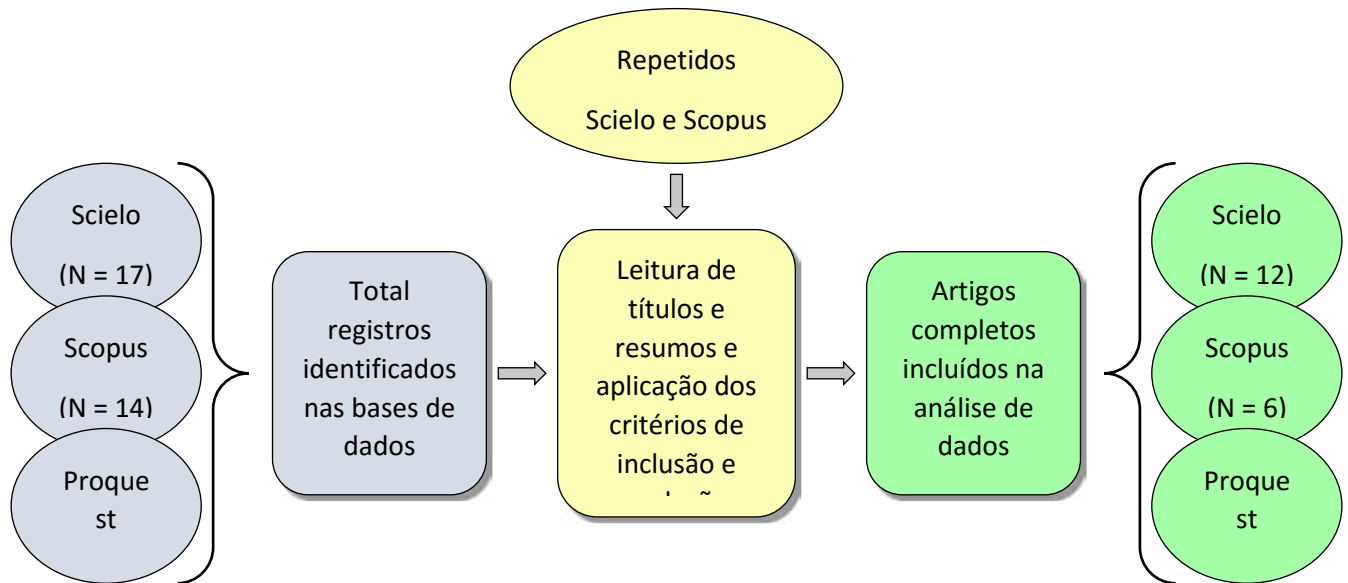 Repetidos
Scielo e Scopus
Scielo
(N = 17)
Scopus
(N = 14)
Proque
st
Total
registros
identificados
nas bases de
dados
Leitura de
títulos e
resumos e
aplicação dos
critérios de
inclusão e
Artigos
completos
incluídos na
análise de
dados
Scielo
(N = 12)
Scopus
(N = 6)
Proque
st